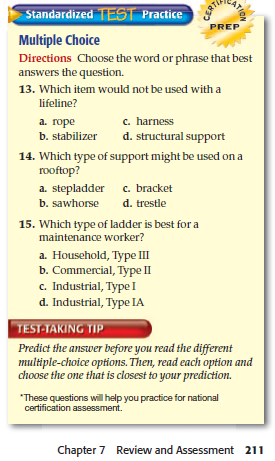 Standardized TEST Practice
CERTIFICATION
PREP
Multiple Choice
Directions Choose the word or phrase that best
answers the question.
13. Which item would not be used with a
lifeline?
a. rope c. harness
b. stabilizer d. structural support
14. Which type of support might be used on a
rooftop?
a. stepladder c. bracket
b. sawhorse d. trestle
15. Which type of ladder is best for a
maintenance worker?
a. Household, Type III
b. Commercial, Type II
c. Industrial, Type I
d. Industrial, Type IA
TEST-TAKING TIP
Predict the answer before you read the different
multiple-choice options. Then, read each option and
choose the one that is closest to your prediction.
*These questions will help you practice for national
certification assessment.
Chapter 7 Review and Assessment 211